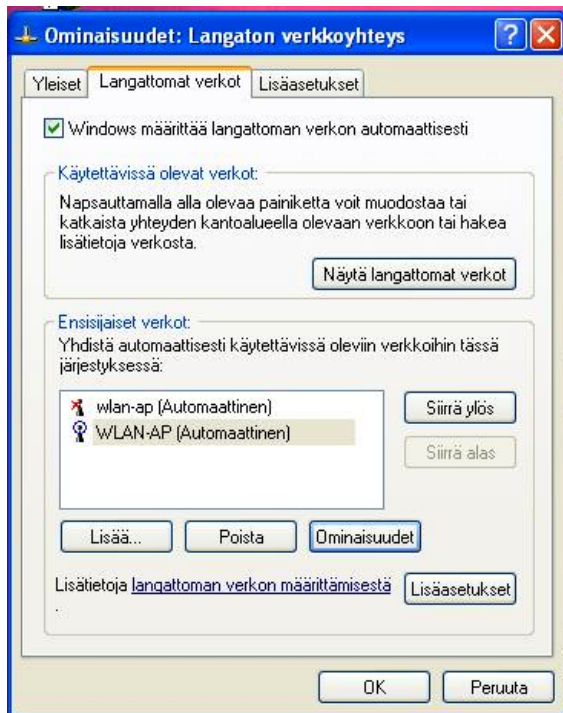 Ominaisuudet: Langaton verkkoyhteys
Yleiset Langattomat verkot Lisäasetukset
Windows määrittää langattoman verkon automaattisesti
Käytettävissä olevat verkot:
Napsauttamalla alla olevaa painiketta voit muodostaa tai
katkaista yhteyden kantoalueella olevaan verkkoon tai hakea
lisätietoja verkosta.
Näytä langattomat verkot
Ensisijaiset verkot:
Yhdistä automaattisesti käytettävissä oleviin verkkoihin tässä
järjestyksessä:
wlan-ap (Automaattinen)
Siirrä ylös
WLAN-AP (Automaattinen)
Siirrä alas
Lisää... Poista Ominaisuudet
Lisätietoja langattoman verkon määrittämisestä
.
Lisäasetukset
OK Peruuta